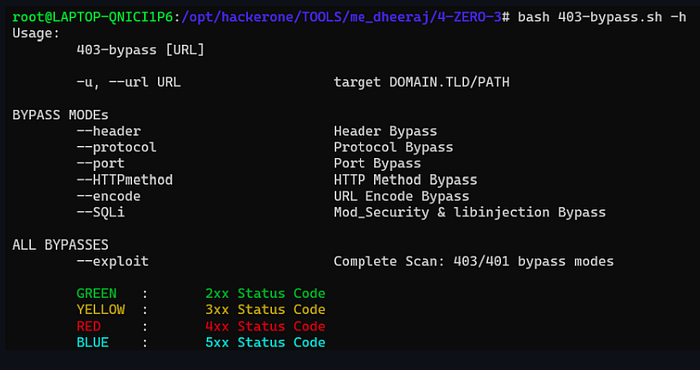 root@LAPTOP-QNICI1P6:/opt/hackerone/TOOLS/me_dheeraj/4-ZERO-3# bash 403-bypass.sh -h
Usage:
403-bypass [URL]
-u, --url URL target DOMAIN.TLD/PATH
BYPASS MODEs
--header Header Bypass
--protocol Protocol Bypass
--port Port Bypass
--HTTPmethod HTTP Method Bypass
--encode URL Encode Bypass
--SQLi Mod_Security & libinjection Bypass
ALL BYPASSES
--exploit Complete Scan: 403/401 bypass modes
GREEN : 2xx Status Code
YELLOW : 3xx Status Code
RED : 4xx Status Code
BLUE : 5xx Status Code